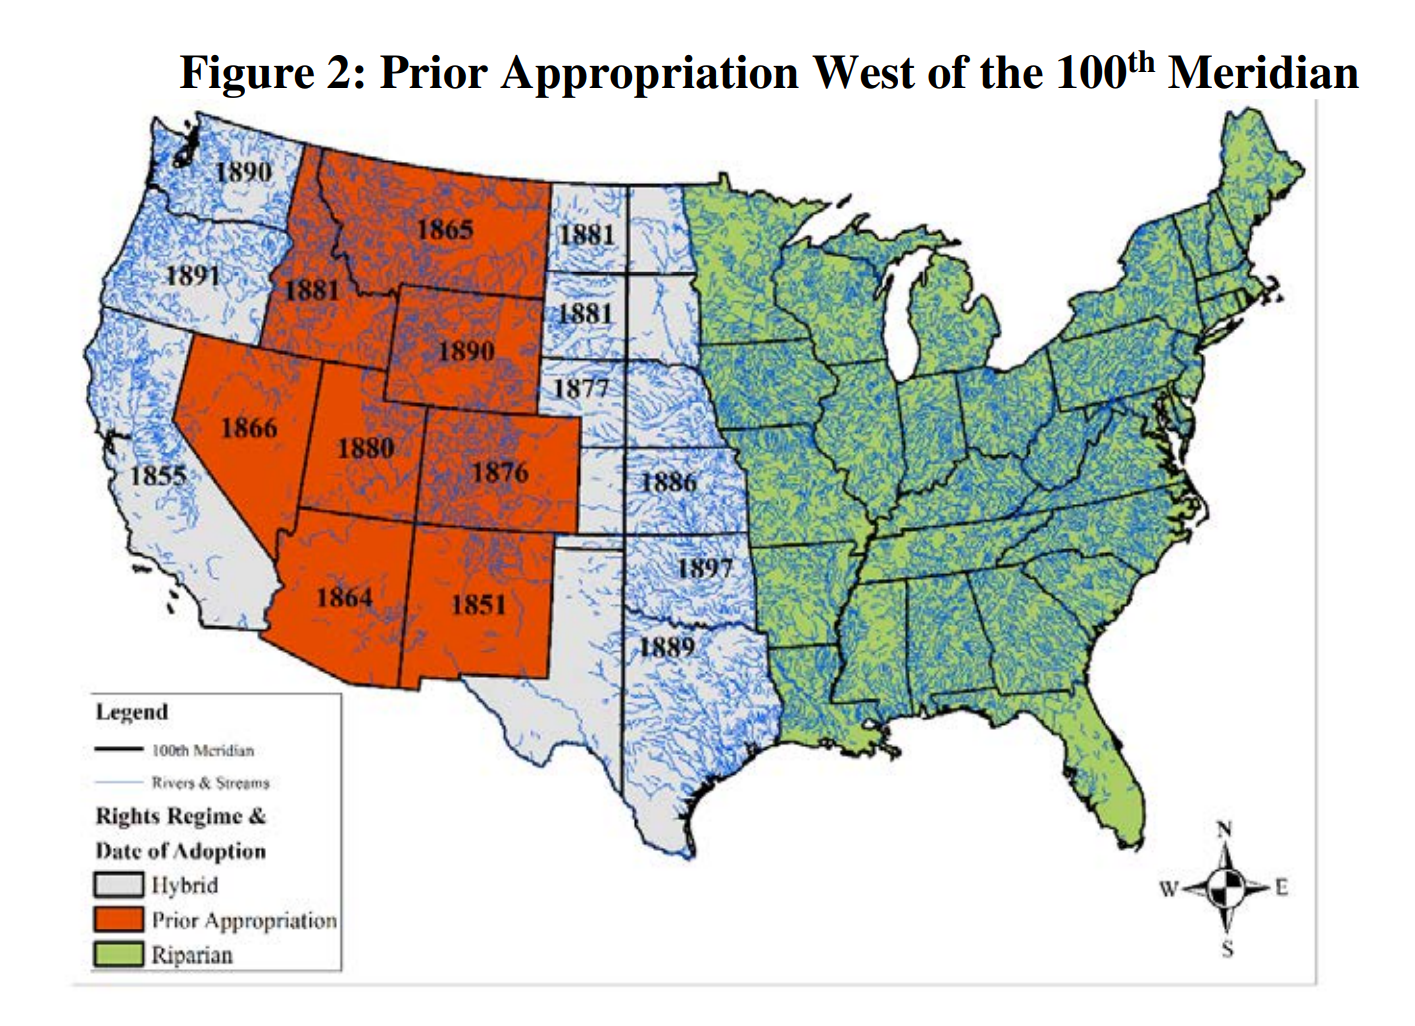 Figure 2: Prior Appropriation West of the 100th Meridian
1890
1865
1881
1891
1881
1881
1890
1877
1866
1880
1876
1855
1886
1897
1864
1851
1889
Legend
100th Meridian
Rivers & Streams
Rights Regime &
Date of Adoption
Hybrid
Prior Appropriation
Riparian
N
W E
S